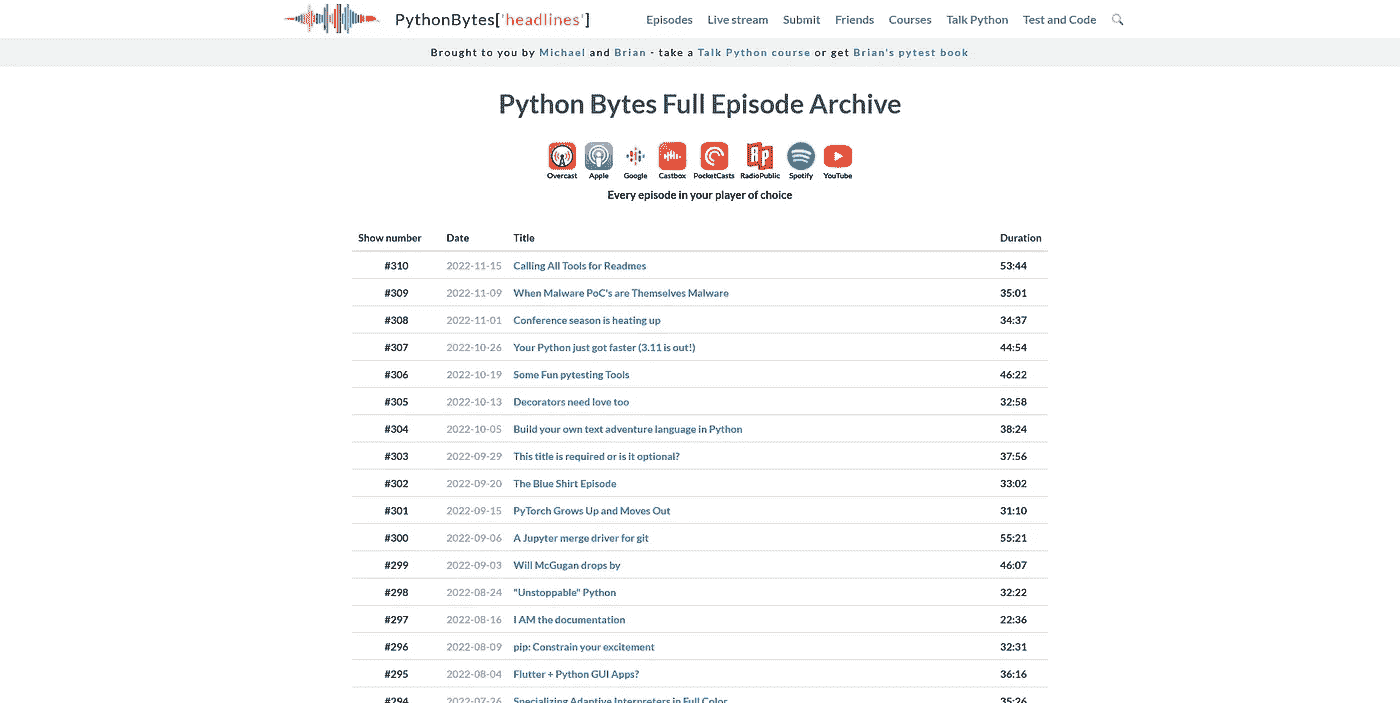 PythonBytes['headlines'] Episodes Live stream Submit Friends Courses Talk Python Test and Code
Brought to you by Michael and Brian - take a Talk Python course or get Brian's pytest book
Python Bytes Full Episode Archive
Overcast Apple Google Castbox PocketCasts RadioPublic Spotify YouTube
Every episode in your player of choice
Show number Date Title Duration
#310 2022-11-15 Calling All Tools for Readmes 53:44
#309 2022-11-09 When Malware PoC's are Themselves Malware 35:01
#308 2022-11-01 Conference season is heating up 34:37
#307 2022-10-26 Your Python just got faster (3.11 is out!) 44:54
#306 2022-10-19 Some Fun pytesting Tools 46:22
#305 2022-10-13 Decorators need love too 32:58
#304 2022-10-05 Build your own text adventure language in Python 38:24
#303 2022-09-29 This title is required or is it optional? 37:56
#302 2022-09-20 The Blue Shirt Episode 33:02
#301 2022-09-15 PyTorch Grows Up and Moves Out 31:10
#300 2022-09-06 A Jupyter merge driver for git 55:21
#299 2022-09-03 Will McGugan drops by 46:07
#298 2022-08-24 "Unstoppable" Python 32:22
#297 2022-08-16 I AM the documentation 22:36
#296 2022-08-09 pip: Constrain your excitement 32:31
#295 2022-08-04 Flutter + Python GUI Apps? 36:16
#294 2022-07-26 Specializing Adaptive Interpreters in Full Color 35:26